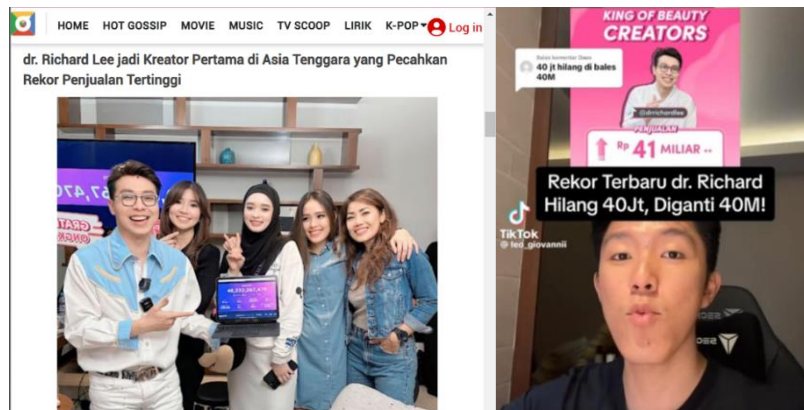 HOME HOT GOSSIP MOVIE MUSIC TV SCOOP LIRIK K-POP Log in
dr. Richard Lee jadi Kreator Pertama di Asia Tenggara yang Pecahkan
Rekor Penjualan Tertinggi
KING OF BEAUTY
CREATORS
40 jt hilang di bales
40M
@drrichardlee
PENJUALAN
Rp 41 MILIAR ++
Rekor Terbaru dr. Richard
Hilang 40Jt, Diganti 40M!
TikTok
@ leo_giovannii